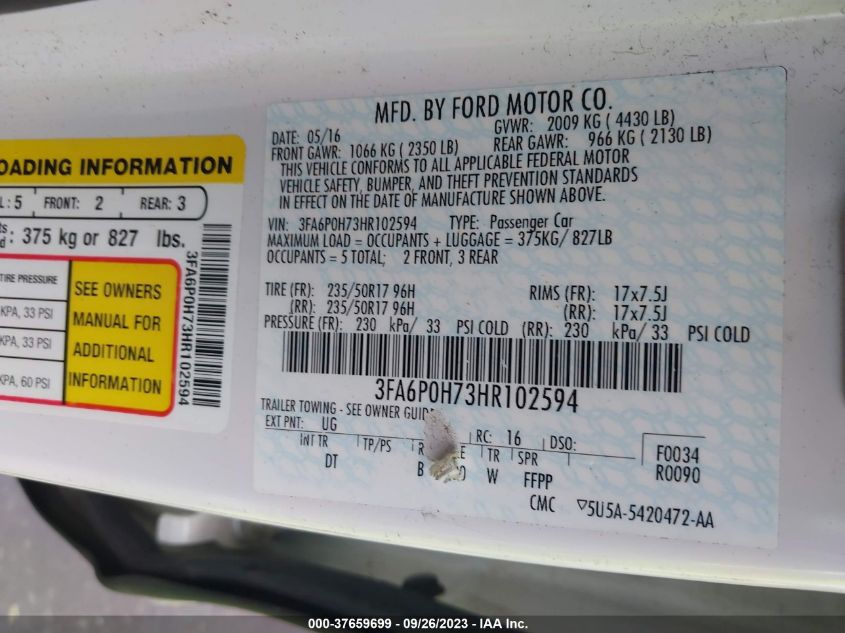 OADING INFORMATION
L: 5 FRONT: 2 REAR: 3
: 375 kg or 827 lbs.
TIRE PRESSURE
KPA, 33 PSI
KPA, 33 PSI
KPA, 60 PSI
SEE OWNERS
MANUAL FOR
ADDITIONAL
INFORMATION
3FA6P0H73HR102594
MFD. BY FORD MOTOR CO.
DATE: 05/16 GVWR: 2009 KG ( 4430 LB)
FRONT GAWR: 1066 KG ( 2350 LB) REAR GAWR: 966 KG ( 2130 LB)
THIS VEHICLE CONFORMS TO ALL APPLICABLE FEDERAL MOTOR
VEHICLE SAFETY, BUMPER, AND THEFT PREVENTION STANDARDS
IN EFFECT ON THE DATE OF MANUFACTURE SHOWN ABOVE.
VIN: 3FA6P0H73HR102594 TYPE: Passenger Car
MAXIMUM LOAD = OCCUPANTS + LUGGAGE = 375KG/ 827LB
OCCUPANTS = 5 TOTAL; 2 FRONT, 3 REAR
TIRE (FR): 235/50R17 96H RIMS (FR): 17x7.5J
(RR): 235/50R17 96H (RR): 17x7.5J
PRESSURE (FR): 230 kPa/ 33 PSI COLD (RR): 230 kPa/ 33 PSI COLD
3FA6P0H73HR102594
TRAILER TOWING - SEE OWNER GUID
EXT PNT: UG RC: 16 DSO:
INT TR TP/PS R E TR SPR F0034
DT B 0 W FFPP R0090
CMC 5U5A-5420472-AA
000-37659699 / 09/26/2023 - IAA Inc.